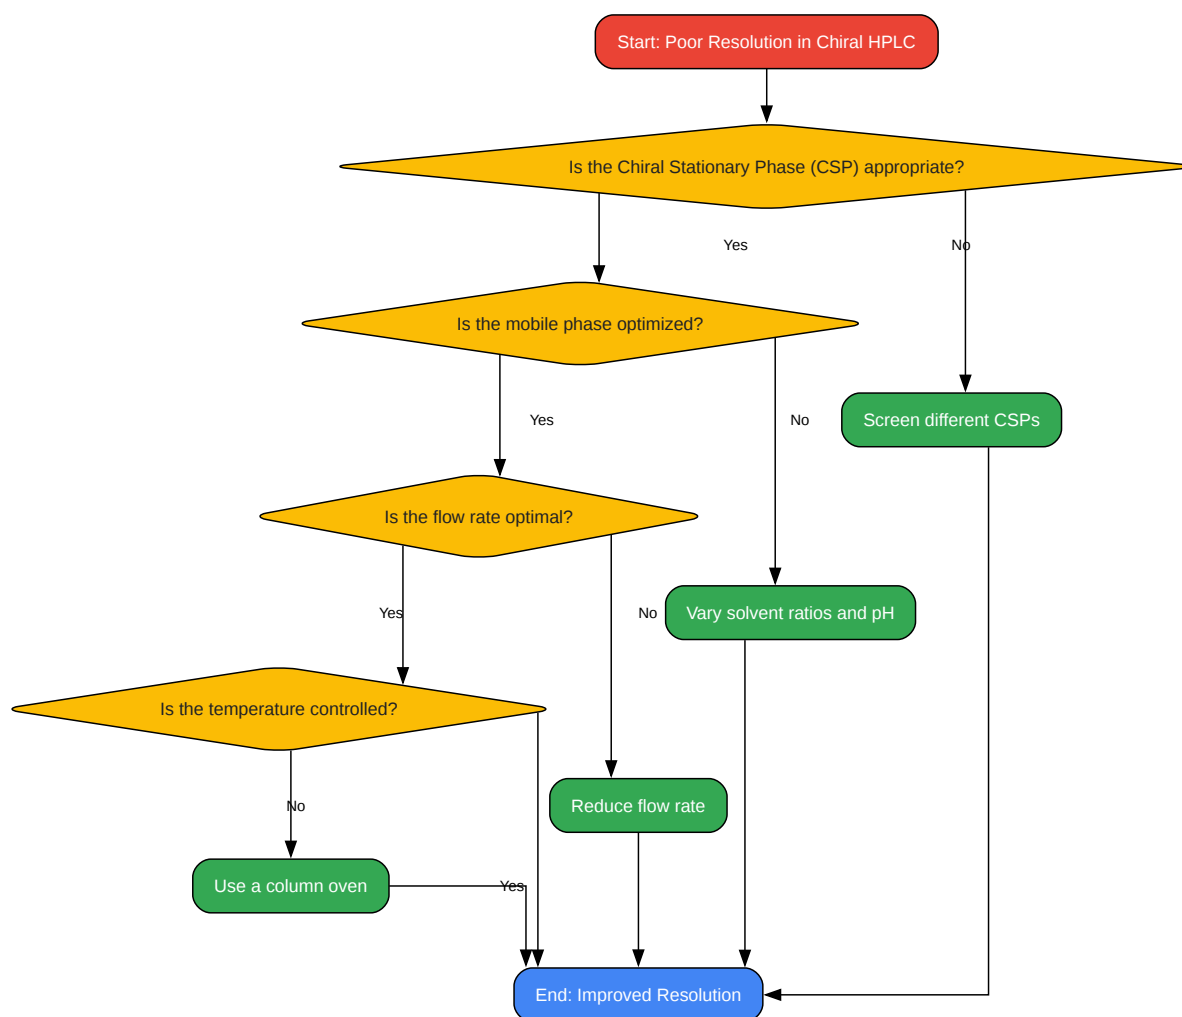 Start: Poor Resolution in Chiral HPLC
Is the Chiral Stationary Phase (CSP) appropriate?
Yes
No
Is the mobile phase optimized?
Yes
No
Screen different CSPs
Is the flow rate optimal?
Yes
No
Vary solvent ratios and pH
Is the temperature controlled?
No
Reduce flow rate
Use a column oven
Yes
End: Improved Resolution